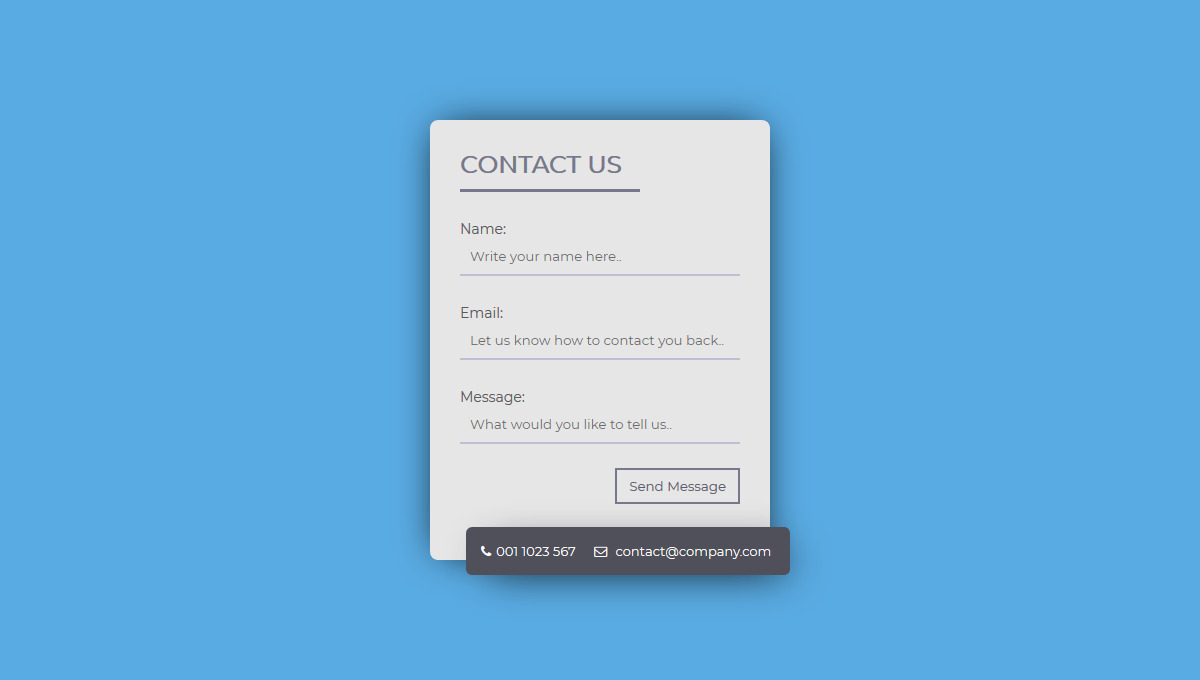 CONTACT US
Name:
Write your name here..
Email:
Let us know how to contact you back..
Message:
What would you like to tell us..
Send Message
001 1023 567 contact@company.com